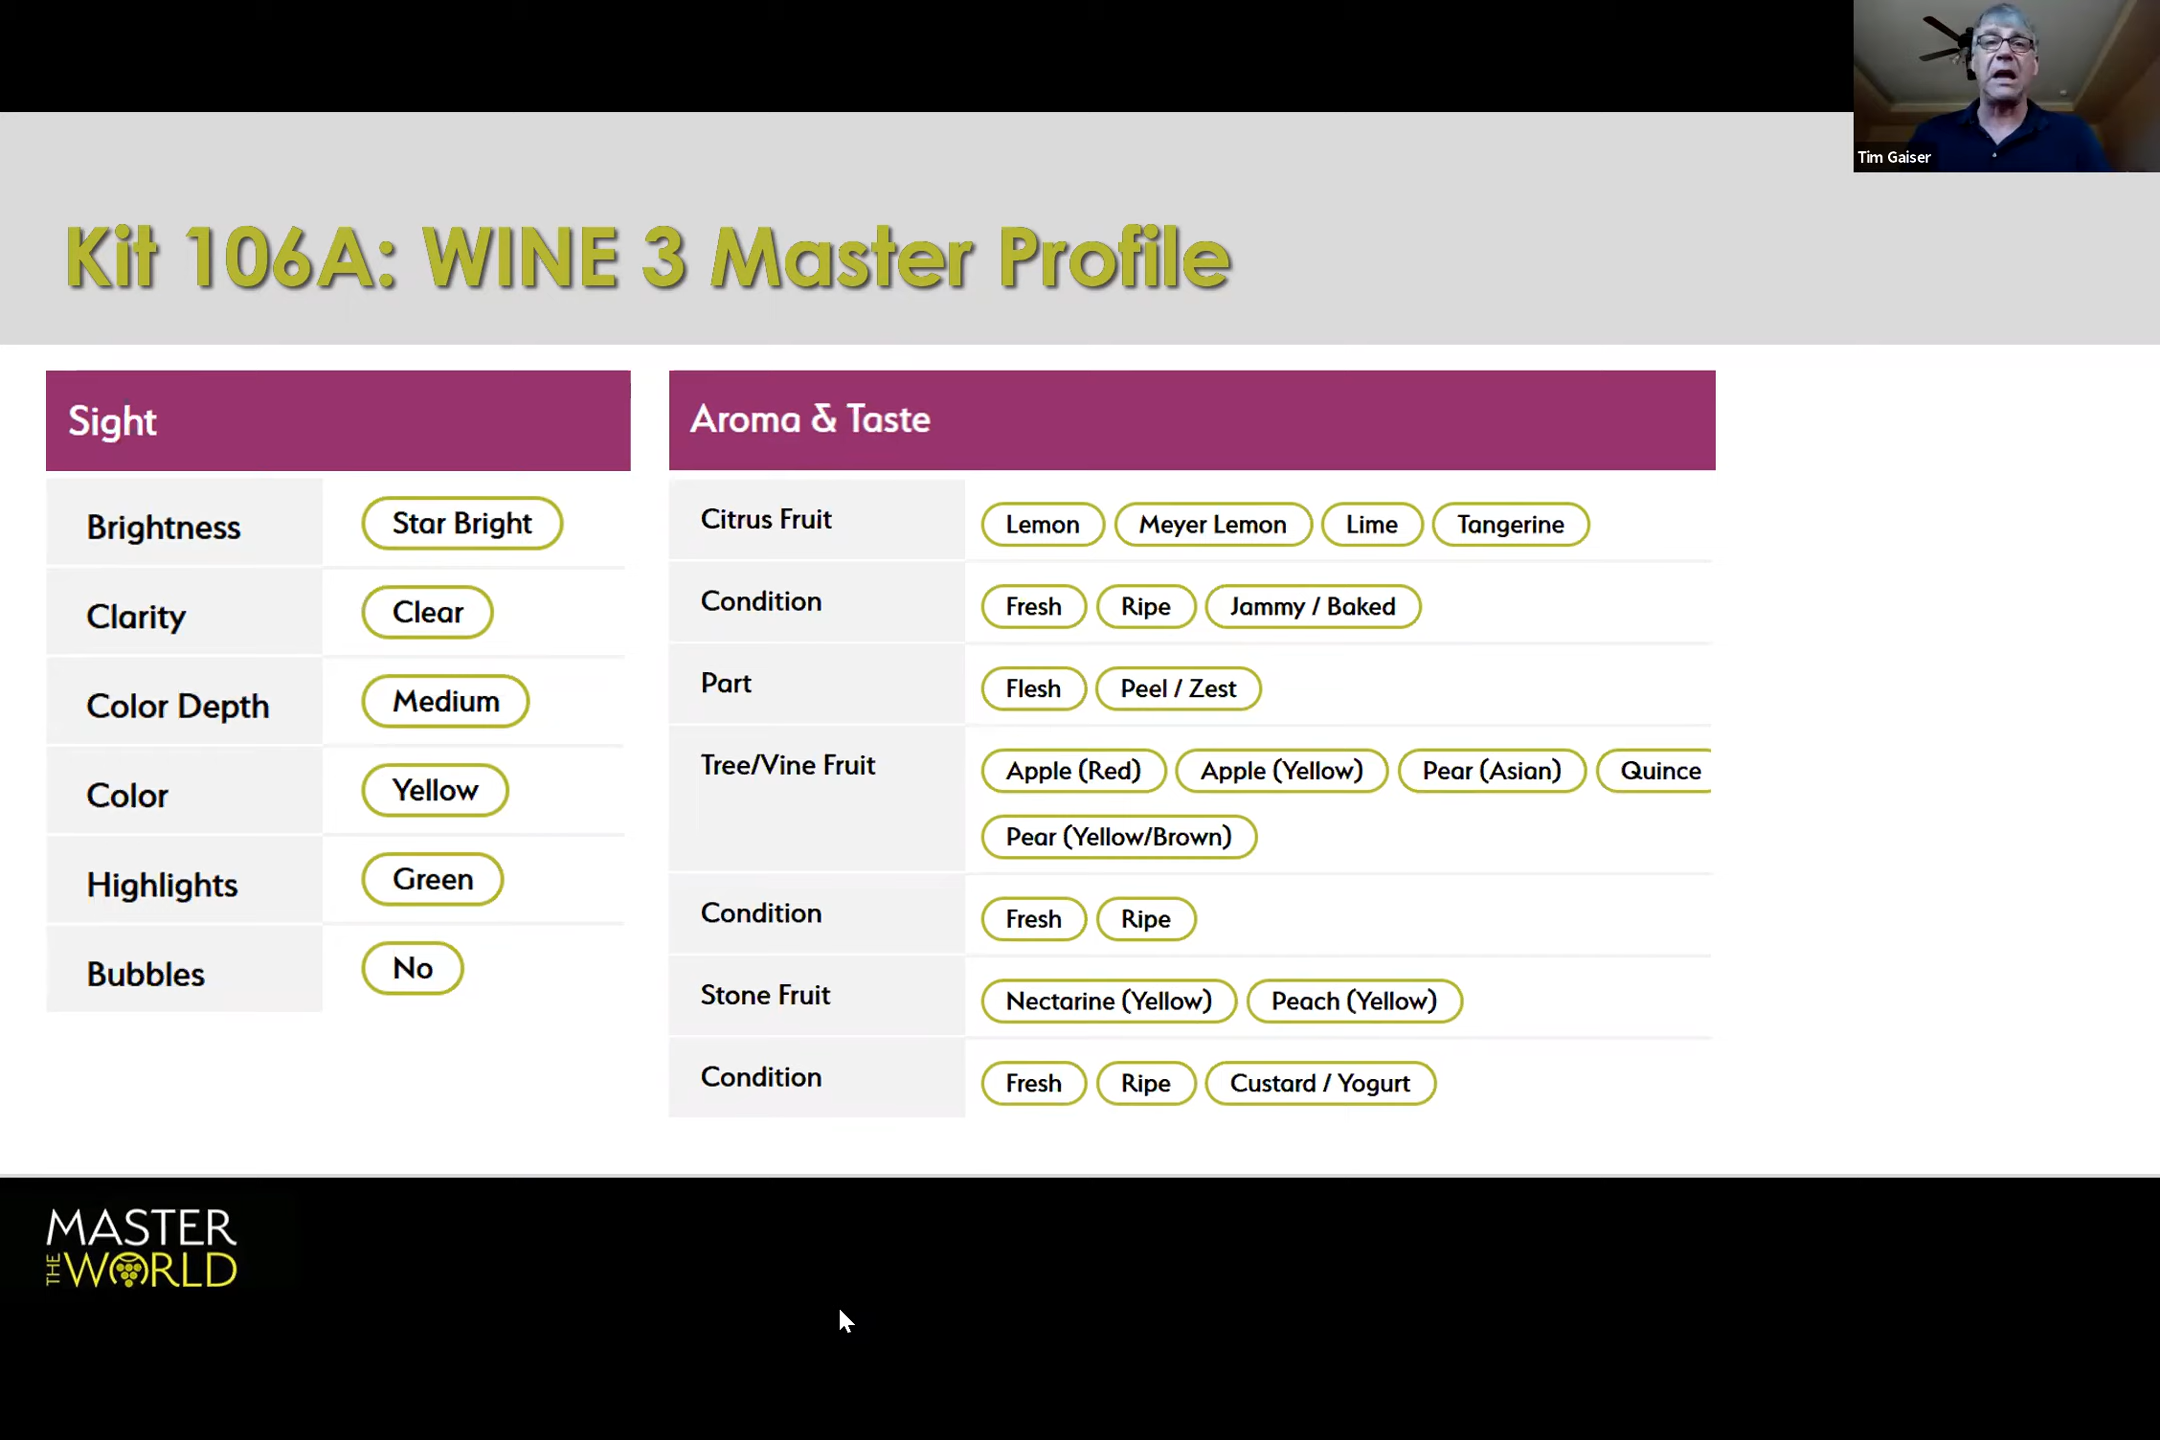 Tim Gaiser
Kit 106A: WINE 3 Master Profile
Sight
Brightness Star Bright
Clarity Clear
Color Depth Medium
Color Yellow
Highlights Green
Bubbles No
Aroma & Taste
Citrus Fruit Lemon Meyer Lemon Lime Tangerine
Condition Fresh Ripe Jammy / Baked
Part Flesh Peel / Zest
Tree/Vine Fruit Apple (Red) Apple (Yellow) Pear (Asian) Quince
Pear (Yellow/Brown)
Condition Fresh Ripe
Stone Fruit Nectarine (Yellow) Peach (Yellow)
Condition Fresh Ripe Custard / Yogurt
MASTER
THE WORLD